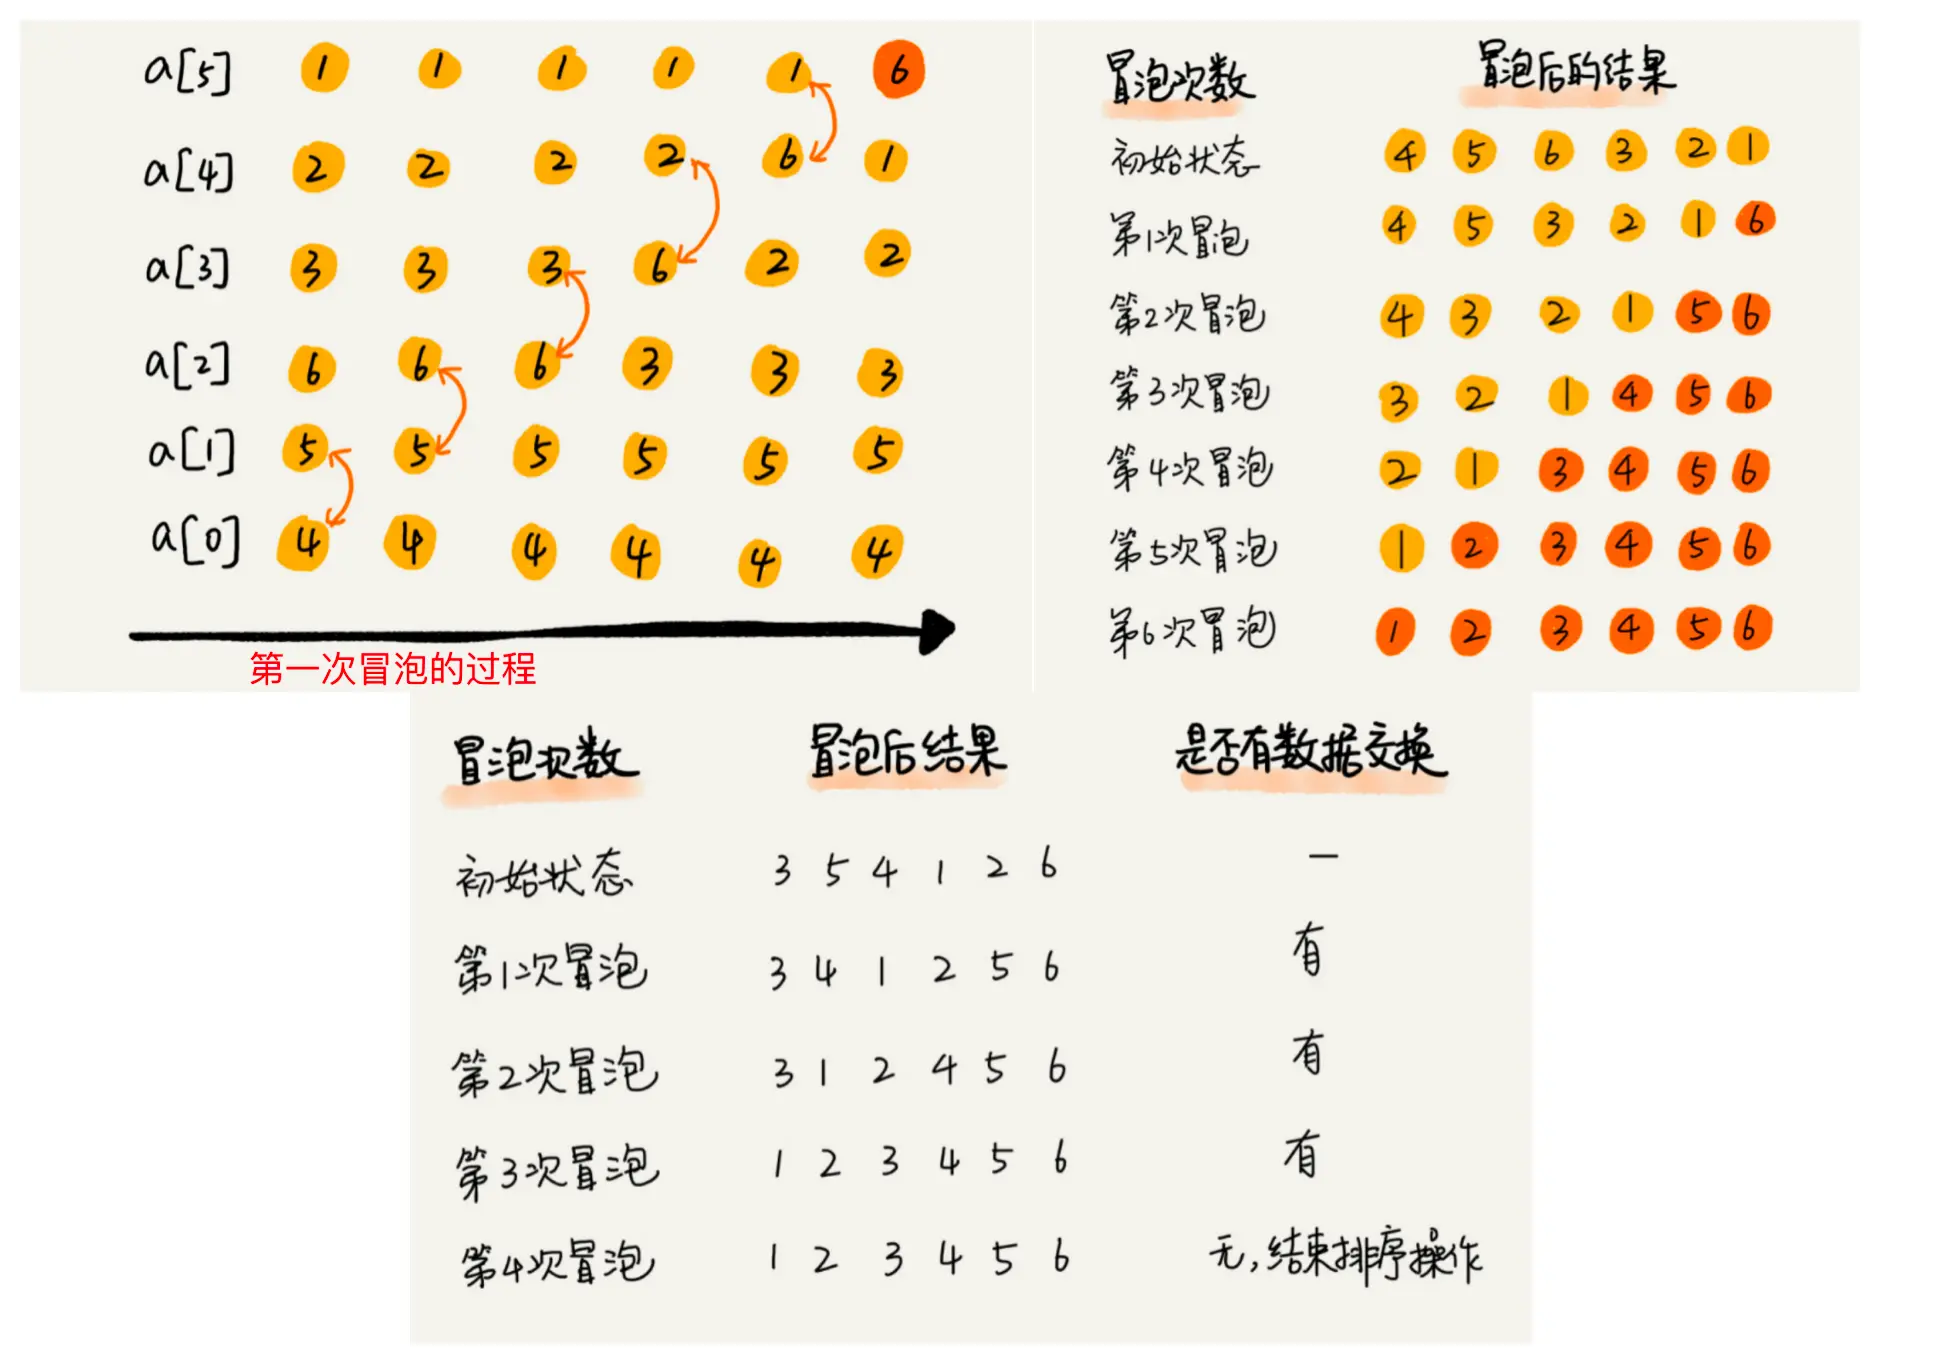 a[5] 1 1 1 1 1 6
a[4] 2 2 2 2 6 1
a[3] 3 3 3 6 2 2
a[2] 6 6 6 3 3 3
a[1] 5 5 5 5 5 5
a[0] 4 4 4 4 4 4
第一次冒泡的过程
冒泡次数 冒泡后的结果
初始状态 4 5 6 3 2 1
第1次冒泡 4 5 3 2 1 6
第2次冒泡 4 3 2 1 5 6
第3次冒泡 3 2 1 4 5 6
第4次冒泡 2 1 3 4 5 6
第5次冒泡 1 2 3 4 5 6
第6次冒泡 1 2 3 4 5 6
冒泡次数 冒泡后结果 是否有数据交换
初始状态 3 5 4 1 2 6 —
第1次冒泡 3 4 1 2 5 6 有
第2次冒泡 3 1 2 4 5 6 有
第3次冒泡 1 2 3 4 5 6 有
第4次冒泡 1 2 3 4 5 6 无,结束排序操作